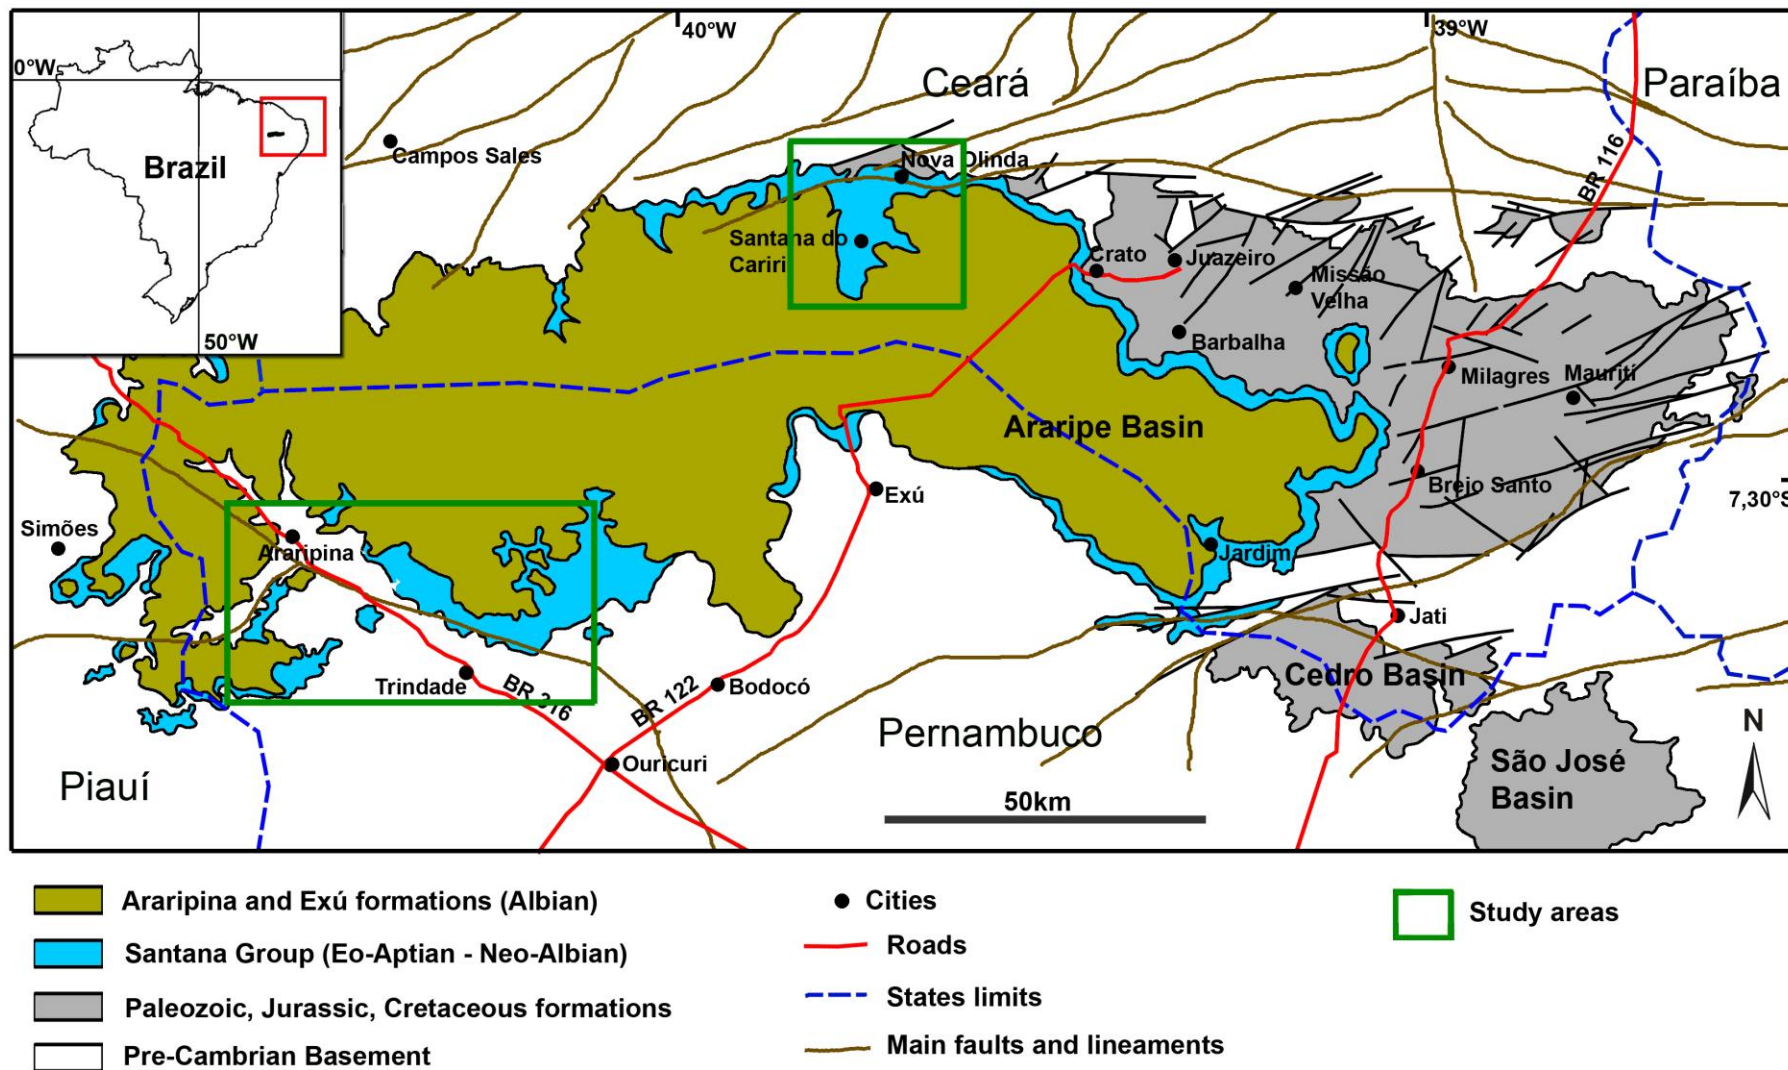 40°W
39°W
0°W
Ceará
Paraíba
Campos Sales
Nova Olinda
Brazil
BR 116
Santana do
Cariri
Crato
Juazeiro
Missão
Velha
50°W
Barbalha
Milagres
Maurití
Araripe Basin
Exú
Brejo Santo
7,30°S
Simões
Araripina
Jardim
Jati
Trindade
BR 316
BR 122
Bodocó
Cedro Basin
Pernambuco
N
Ouricuri
São José
Basin
Piauí
50km
Araripina and Exú formations (Albian)
Cities
Study areas
Santana Group (Eo-Aptian - Neo-Albian)
Roads
Paleozoic, Jurassic, Cretaceous formations
States limits
Pre-Cambrian Basement
Main faults and lineaments